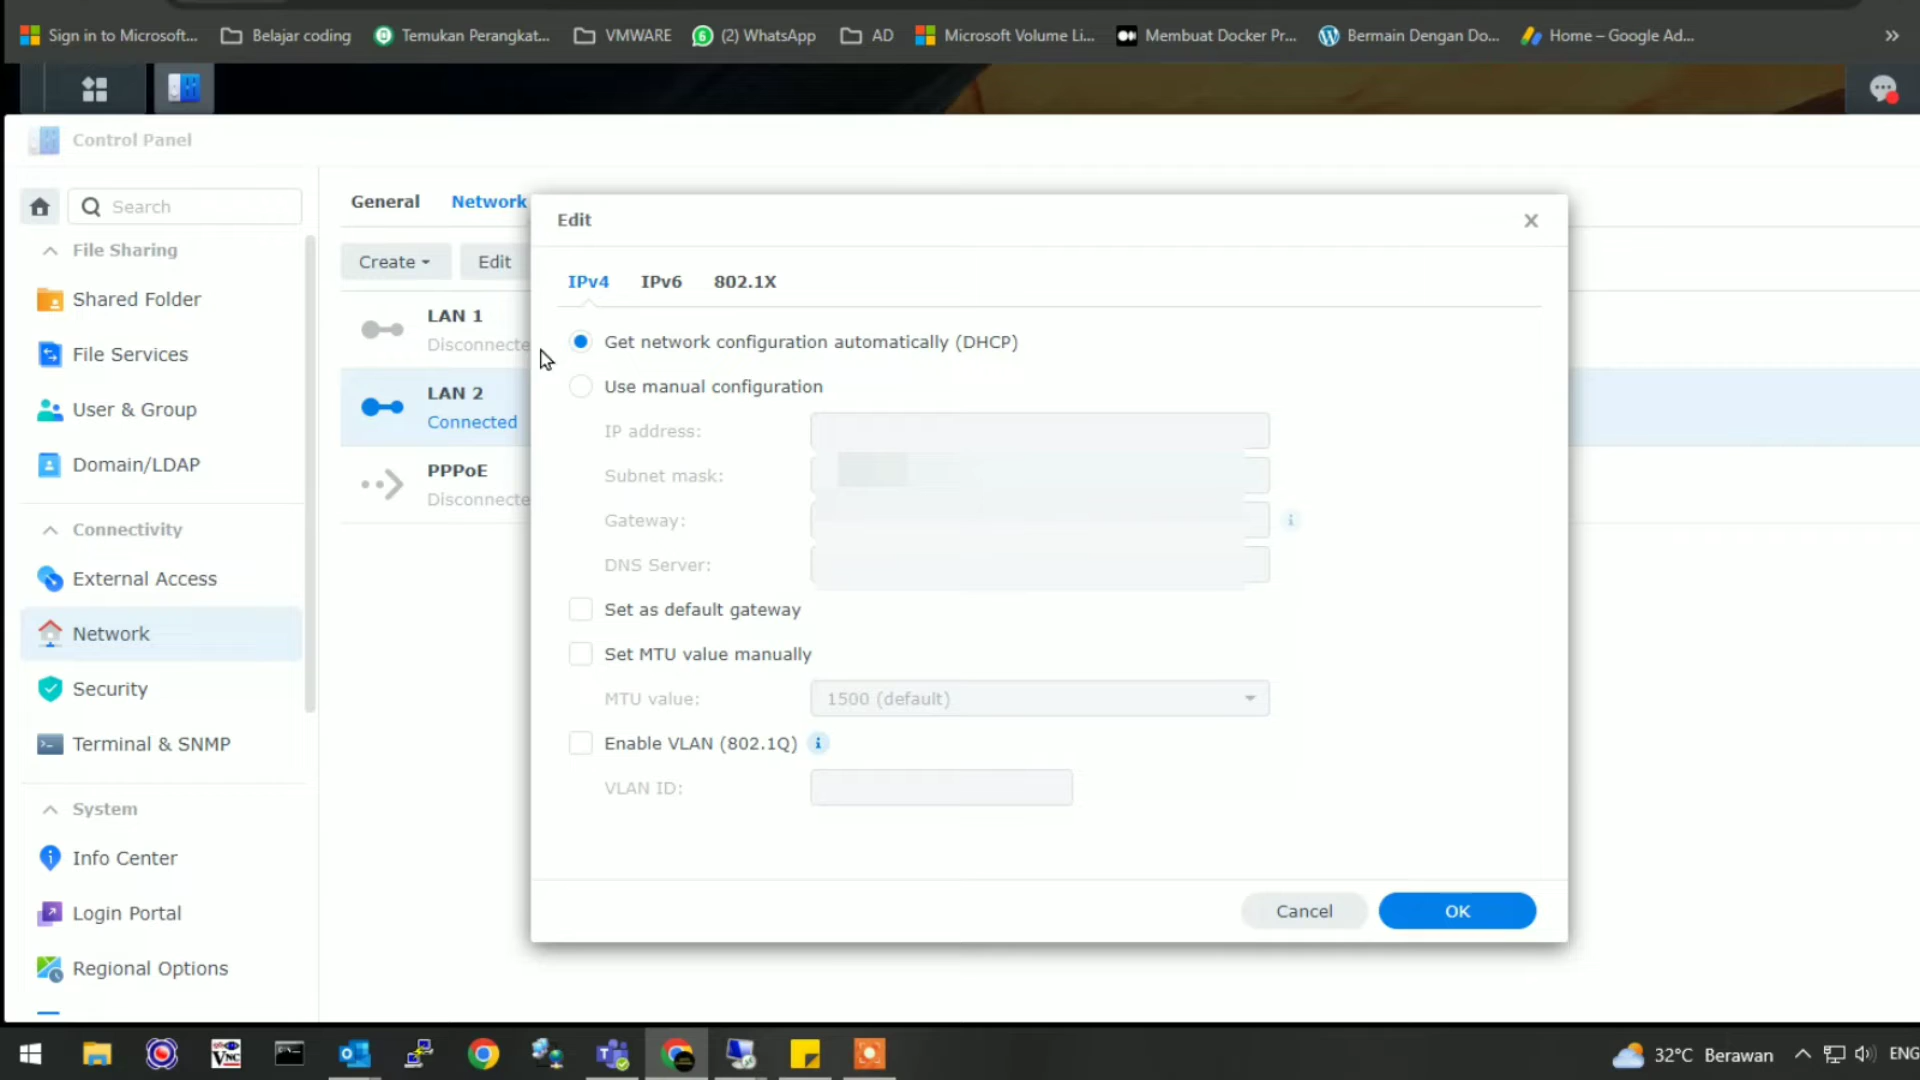 Sign in to Microsoft...
Belajar coding
Temukan Perangkat...
VMWARE
(2) WhatsApp
AD
Microsoft Volume Li...
Membuat Docker Pr...
Bermain Dengan Do...
Home – Google Ad...
»
Control Panel
Search
File Sharing
Shared Folder
File Services
User & Group
Domain/LDAP
Connectivity
External Access
Network
Security
Terminal & SNMP
System
Info Center
Login Portal
Regional Options
General
Network
Create
Edit
LAN 1
Disconnecte
LAN 2
Connected
PPPoE
Disconnecte
Edit
IPv4
IPv6
802.1X
Get network configuration automatically (DHCP)
Use manual configuration
IP address:
Subnet mask:
Gateway:
DNS Server:
Set as default gateway
Set MTU value manually
MTU value:
1500 (default)
Enable VLAN (802.1Q)
VLAN ID:
Cancel
OK
32°C Berawan
ENG